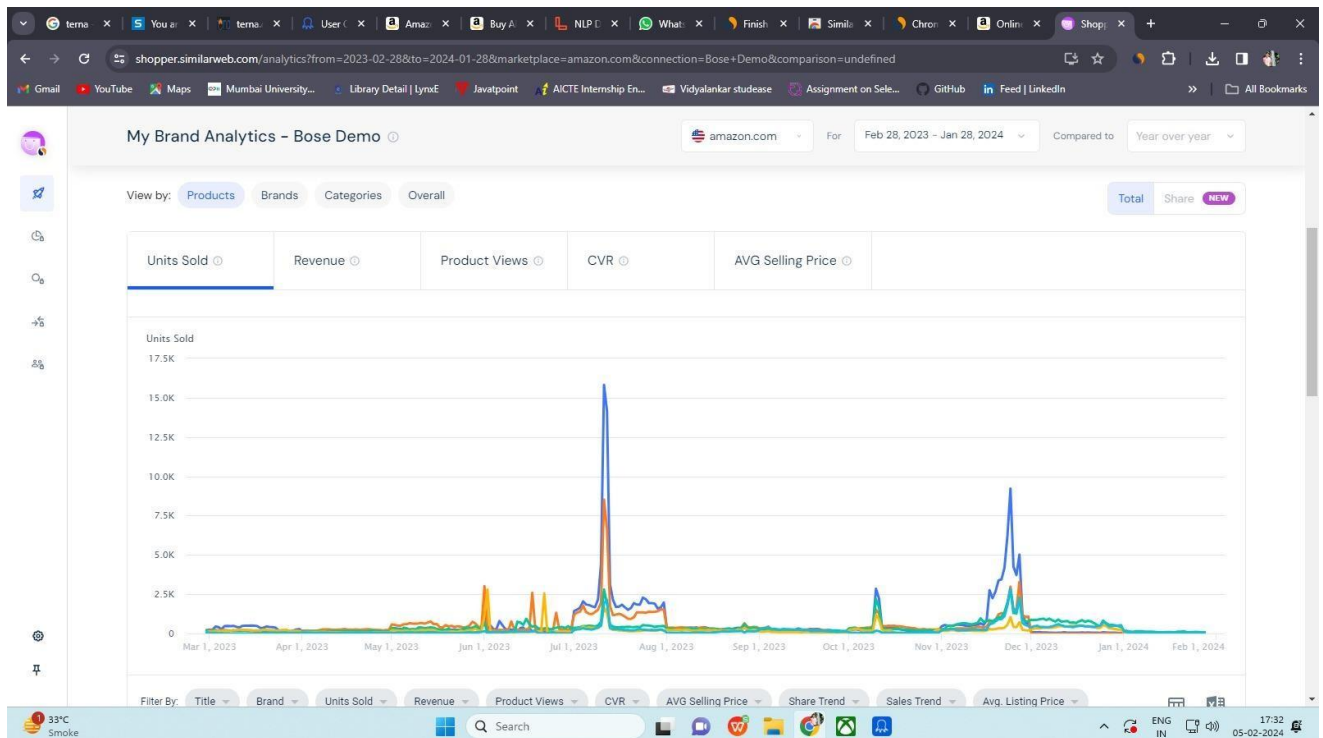 terna
You ar
terna
User (
Amaz
Buy A
NLP D
What
Finish
Simila
Chron
Onlin
Shop
shopper.similarweb.com/analytics?from=2023-02-28&to=2024-01-28&marketplace=amazon.com&connection=Bose+Demo&comparison=undefined
Gmail YouTube Maps Mumbai University... Library Detail | LynxE Javatpoint AICTE Internship En... Vidyalankar studease Assignment on Sele... GitHub Feed | LinkedIn » All Bookmarks
My Brand Analytics - Bose Demo amazon.com For Feb 28, 2023 - Jan 28, 2024 Compared to Year over year
View by: Products Brands Categories Overall Total Share NEW
Units Sold Revenue Product Views CVR AVG Selling Price
Units Sold
17.5K
15.0K
12.5K
10.0K
7.5K
5.0K
2.5K
0
Mar 1, 2023 Apr 1, 2023 May 1, 2023 Jun 1, 2023 Jul 1, 2023 Aug 1, 2023 Sep 1, 2023 Oct 1, 2023 Nov 1, 2023 Dec 1, 2023 Jan 1, 2024 Feb 1, 2024
Filter By: Title Brand Units Sold Revenue Product Views CVR AVG Selling Price Share Trend Sales Trend Avg. Listing Price
33°C
Smoke
Search
ENG
IN
17:32
05-02-2024